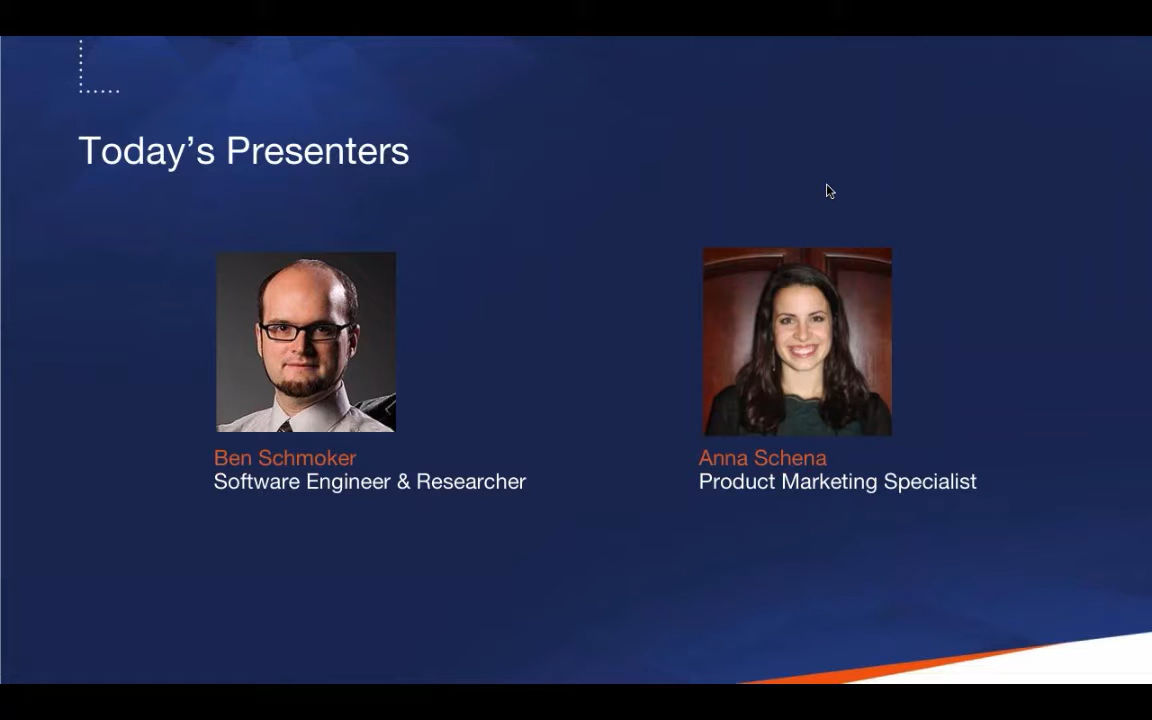 Today’s Presenters
Ben Schmoker
Software Engineer & Researcher
Anna Schena
Product Marketing Specialist